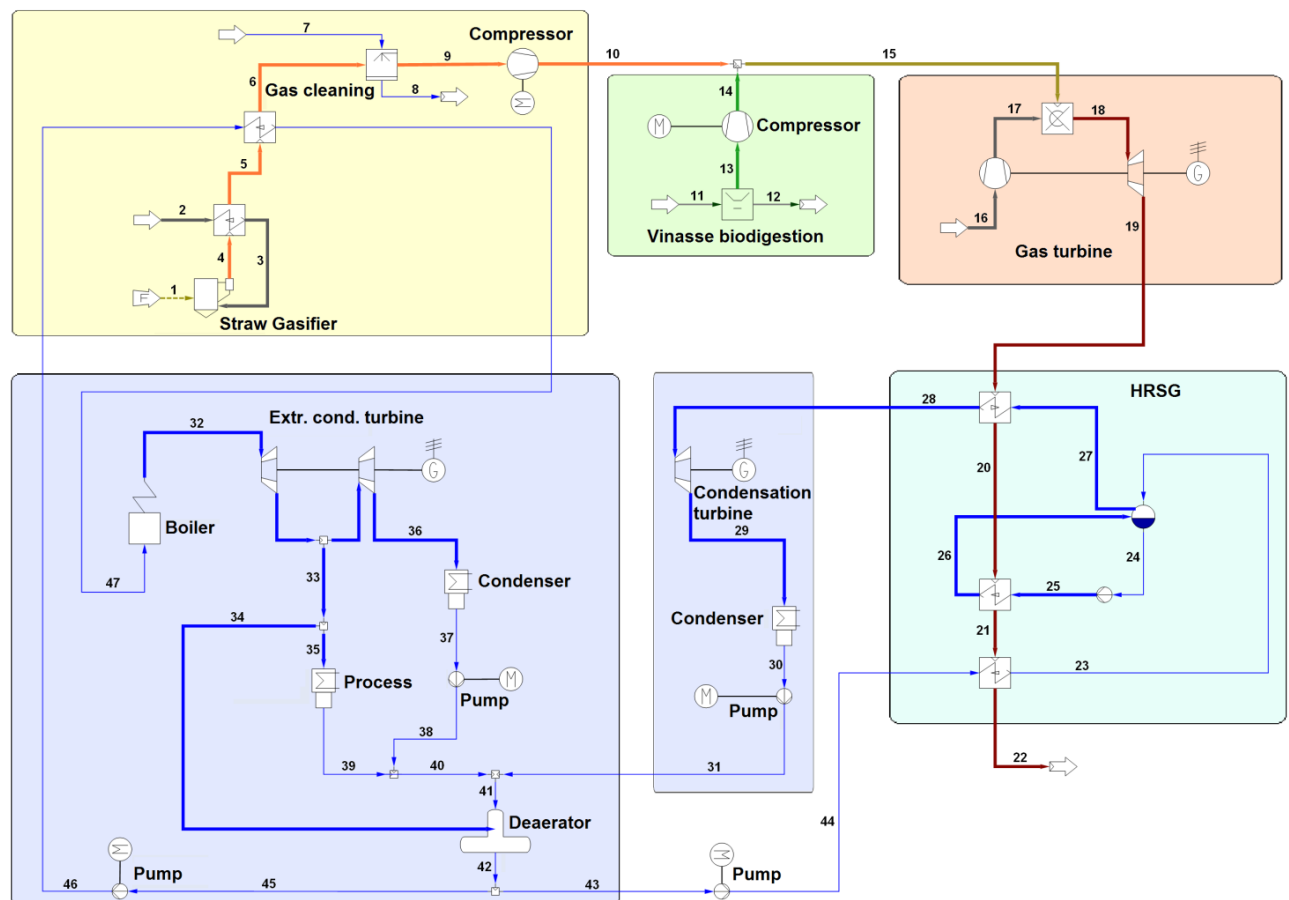 7
Compressor
9
10
15
6
Gas cleaning
8
Σ
14
M
Compressor
17
18
G
13
5
2
11
12
16
19
Vinasse biodigestion
Gas turbine
4
3
F
1
Straw Gasifier
HRSG
28
Extr. cond. turbine
32
G
G
27
20
Condensation
turbine
Boiler
36
29
26
24
33
Condenser
25
47
34
Condenser
37
21
35
30
23
Process
M
M
Pump
Pump
38
39
40
31
22
41
Deaerator
44
Σ
42
Σ
Pump
Pump
46
45
43